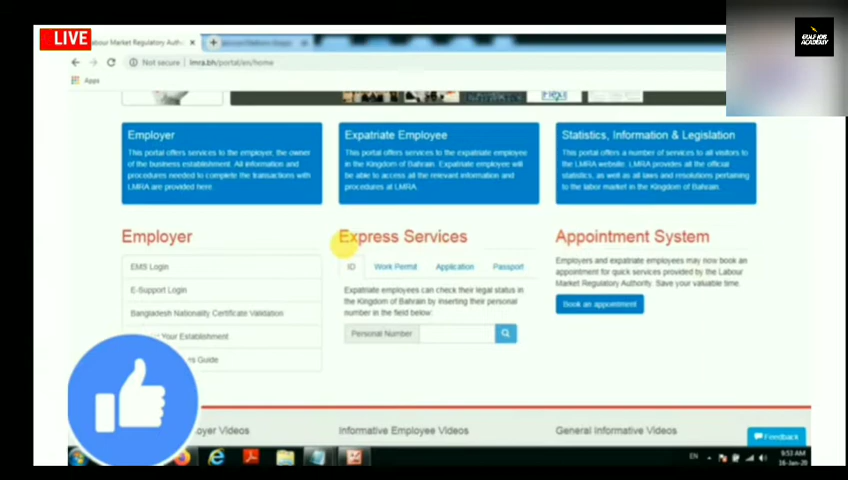 LIVE
Labour Market Regulatory Auth
GULF JOB
ACADEMY
Not secure
lmra.bh/portal/en/home
Apps
Employer
This portal offers services to the employer, the owner
of the business establishment. All information and
procedures needed to complete the transactions with
LMRA are provided here.
Expatriate Employee
This portal offers services to the expatriate employee
in the Kingdom of Bahrain. Expatriate employee will
be able to access all the relevant information and
procedures at LMRA.
Statistics, Information & Legislation
This portal offers a number of services to all visitors to
the LMRA website. LMRA provides all the official
statistics, as well as all laws and resolutions pertaining
to the labor market in the Kingdom of Bahrain.
Employer
EMS Login
E-Support Login
Bangladesh Nationality Certificate Validation
Your Establishment
Guide
Express Services
ID
Work Permit
Application
Passport
Expatriate employees can check their legal status in
the Kingdom of Bahrain by inserting their personal
number in the field below:
Personal Number
Appointment System
Employers and expatriate employees may now book an
appointment for quick services provided by the Labour
Market Regulatory Authority. Save your valuable time.
Book an appointment
oyer Videos
Informative Employee Videos
General Informative Videos
Feedback
EN
9:53 AM
16-Jan-20